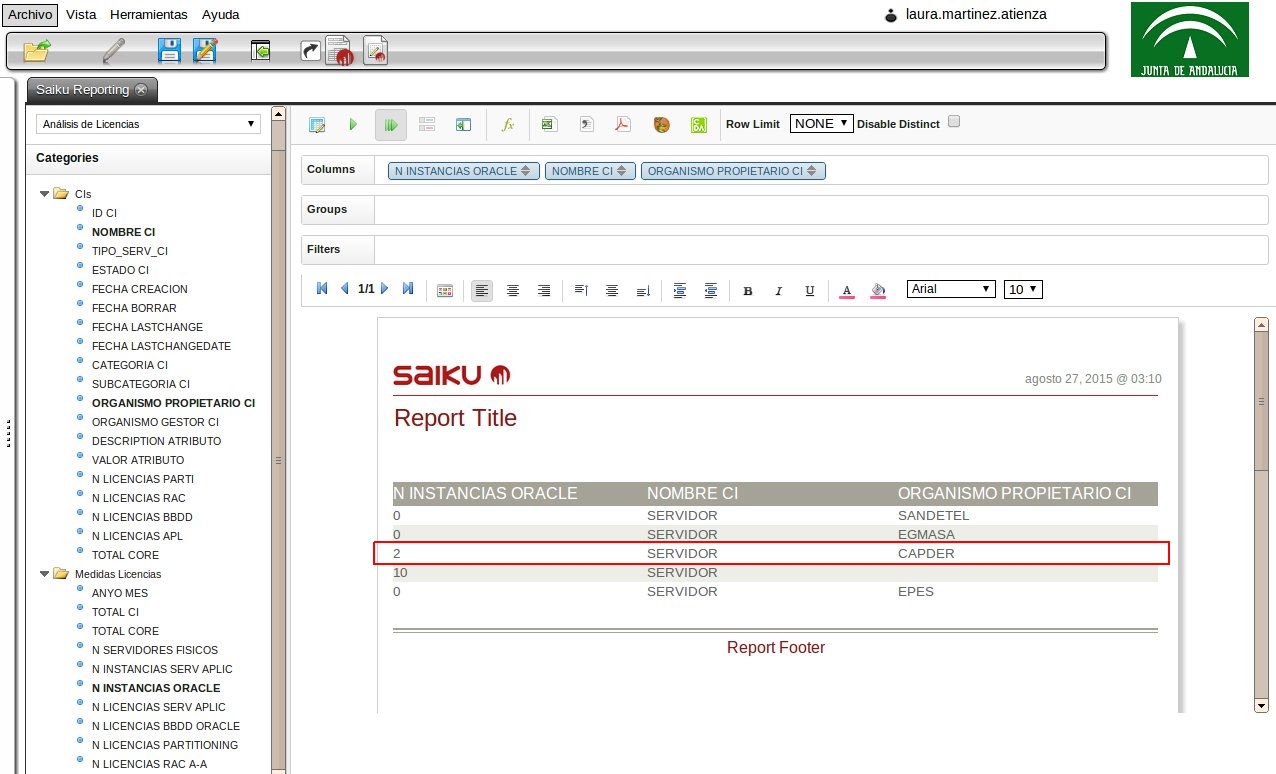 Archivo Vista Herramientas Ayuda
laura.martinez.atienza
JUNTA DE ANDALUCIA
Saiku Reporting
Análisis de Licencias
Categories
CIs
ID CI
NOMBRE CI
TIPO_SERV_CI
ESTADO CI
FECHA CREACION
FECHA BORRAR
FECHA LASTCHANGE
FECHA LASTCHANGEDATE
CATEGORIA CI
SUBCATEGORIA CI
ORGANISMO PROPIETARIO CI
ORGANISMO GESTOR CI
DESCRIPTION ATRIBUTO
VALOR ATRIBUTO
N LICENCIAS PARTI
N LICENCIAS RAC
N LICENCIAS BBDD
N LICENCIAS APL
TOTAL CORE
Medidas Licencias
ANYO MES
TOTAL CI
TOTAL CORE
N SERVIDORES FISICOS
N INSTANCIAS SERV APLIC
N INSTANCIAS ORACLE
N LICENCIAS SERV APLIC
N LICENCIAS BBDD ORACLE
N LICENCIAS PARTITIONING
N LICENCIAS RAC A-A
fx Row Limit NONE Disable Distinct
Columns N INSTANCIAS ORACLE NOMBRE CI ORGANISMO PROPIETARIO CI
Groups
Filters
1/1 B I U A Arial 10
saiku
agosto 27, 2015 @ 03:10
Report Title
N INSTANCIAS ORACLE NOMBRE CI ORGANISMO PROPIETARIO CI
0 SERVIDOR SANDETEL
0 SERVIDOR EGMASA
2 SERVIDOR CAPDER
10 SERVIDOR
0 SERVIDOR EPES
Report Footer